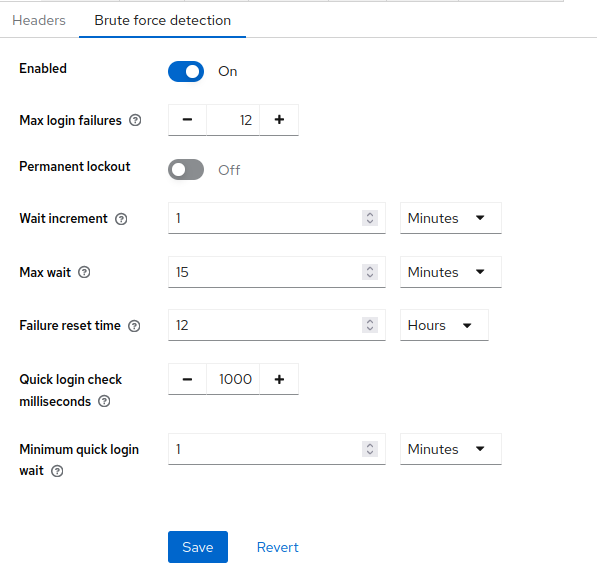 Headers Brute force detection
Enabled On
Max login failures 12
Permanent lockout Off
Wait increment 1 Minutes
Max wait 15 Minutes
Failure reset time 12 Hours
Quick login check
milliseconds 1000
Minimum quick login
wait 1 Minutes
Save Revert